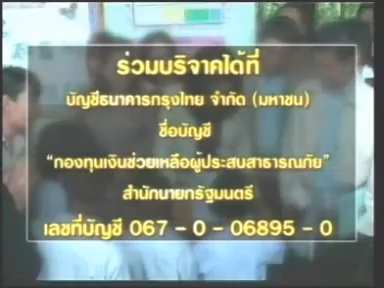 ร่วมบริจาคได้ที่
บัญชีธนาคารกรุงไทย จำกัด (มหาชน)
ชื่อบัญชี
“กองทุนเงินช่วยเหลือผู้ประสบสาธารณภัย”
สำนักนายกรัฐมนตรี
เลขที่บัญชี 067 - 0 - 06895 - 0